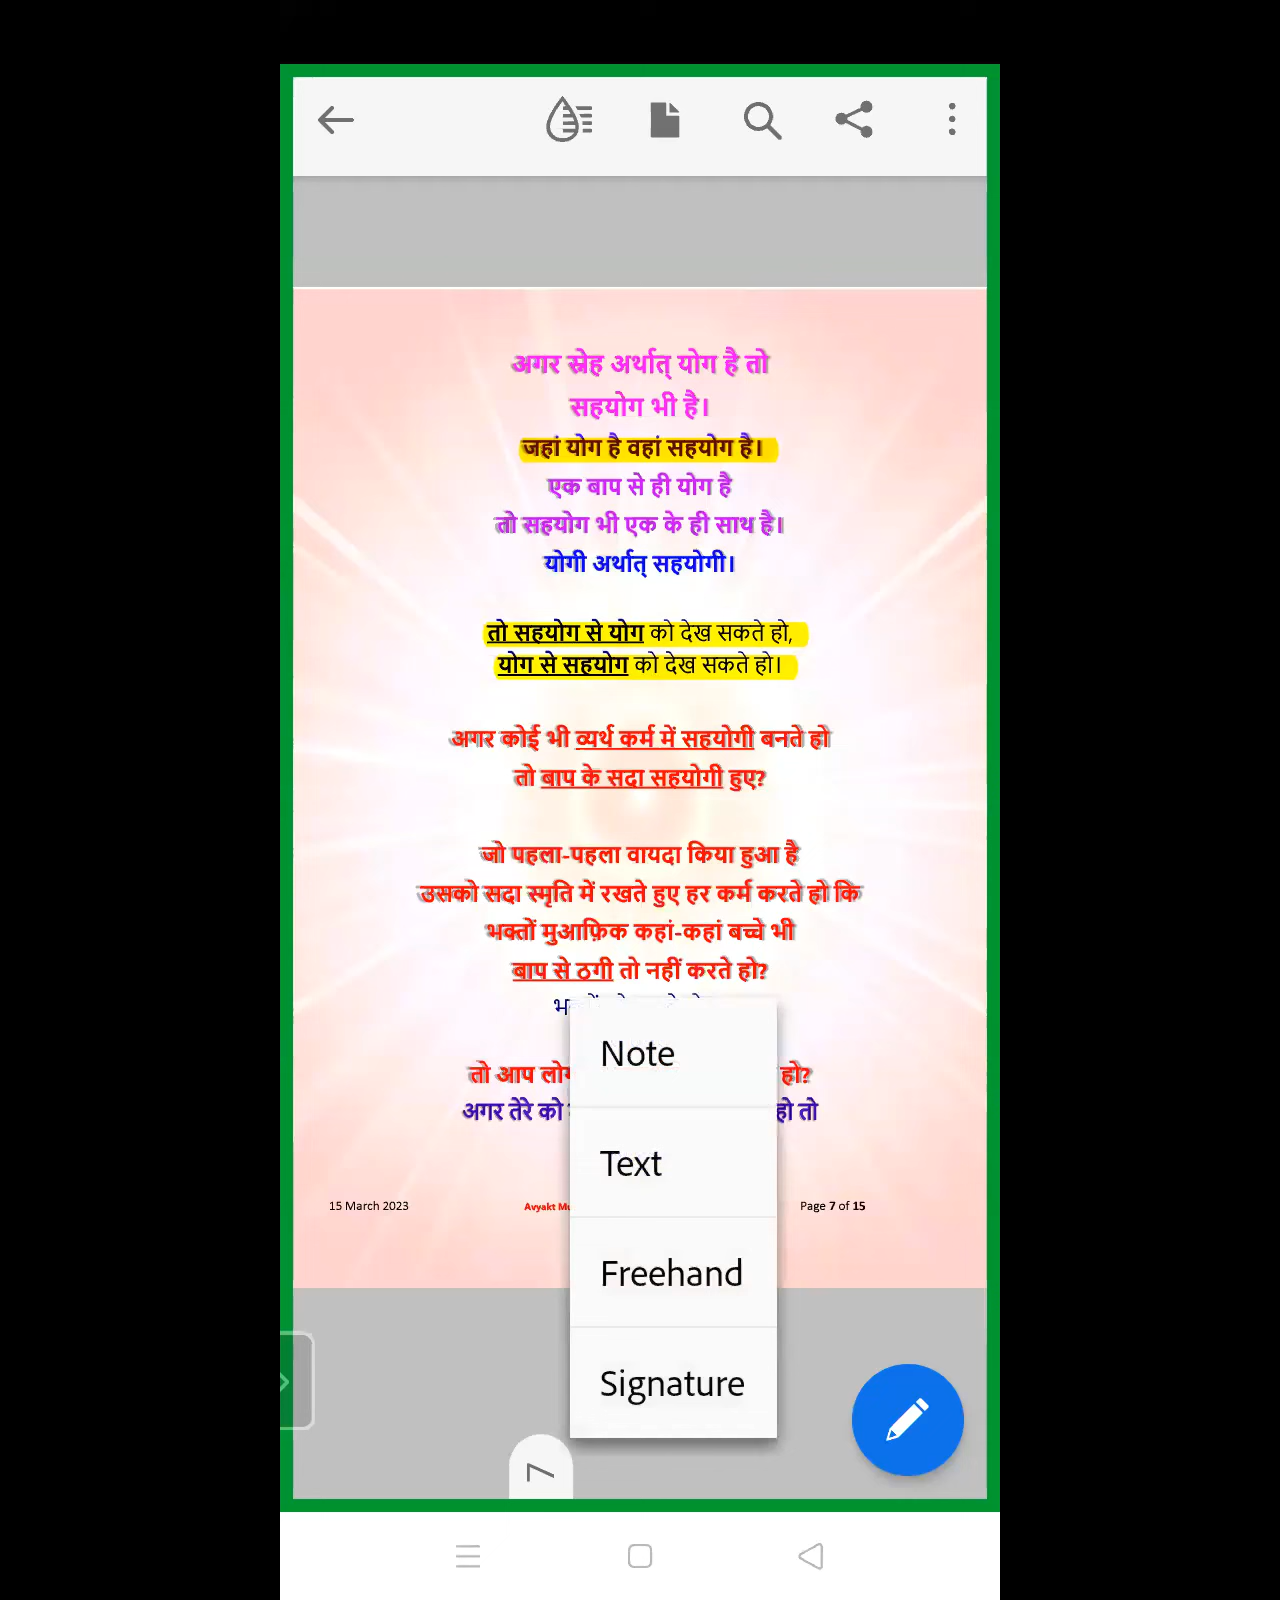 अगर स्नेह अर्थात् योग है तो
सहयोग भी है।
जहां योग है वहां सहयोग है।
एक बाप से ही योग है
तो सहयोग भी एक के ही साथ है।
योगी अर्थात् सहयोगी।
तो सहयोग से योग को देख सकते हो,
योग से सहयोग को देख सकते हो।
अगर कोई भी व्यर्थ कर्म में सहयोगी बनते हो
तो बाप के सदा सहयोगी हुए?
जो पहला-पहला वायदा किया हुआ है
उसको सदा स्मृति में रखते हुए हर कर्म करते हो कि
भक्तों मुआफ़िक कहां-कहां बच्चे भी
बाप से ठगी तो नहीं करते हो?
Note
तो आप हो?
अगर तेरे को हो तो
Text
15 March 2023 Avyakt Page 7 of 15
Freehand
Signature
7